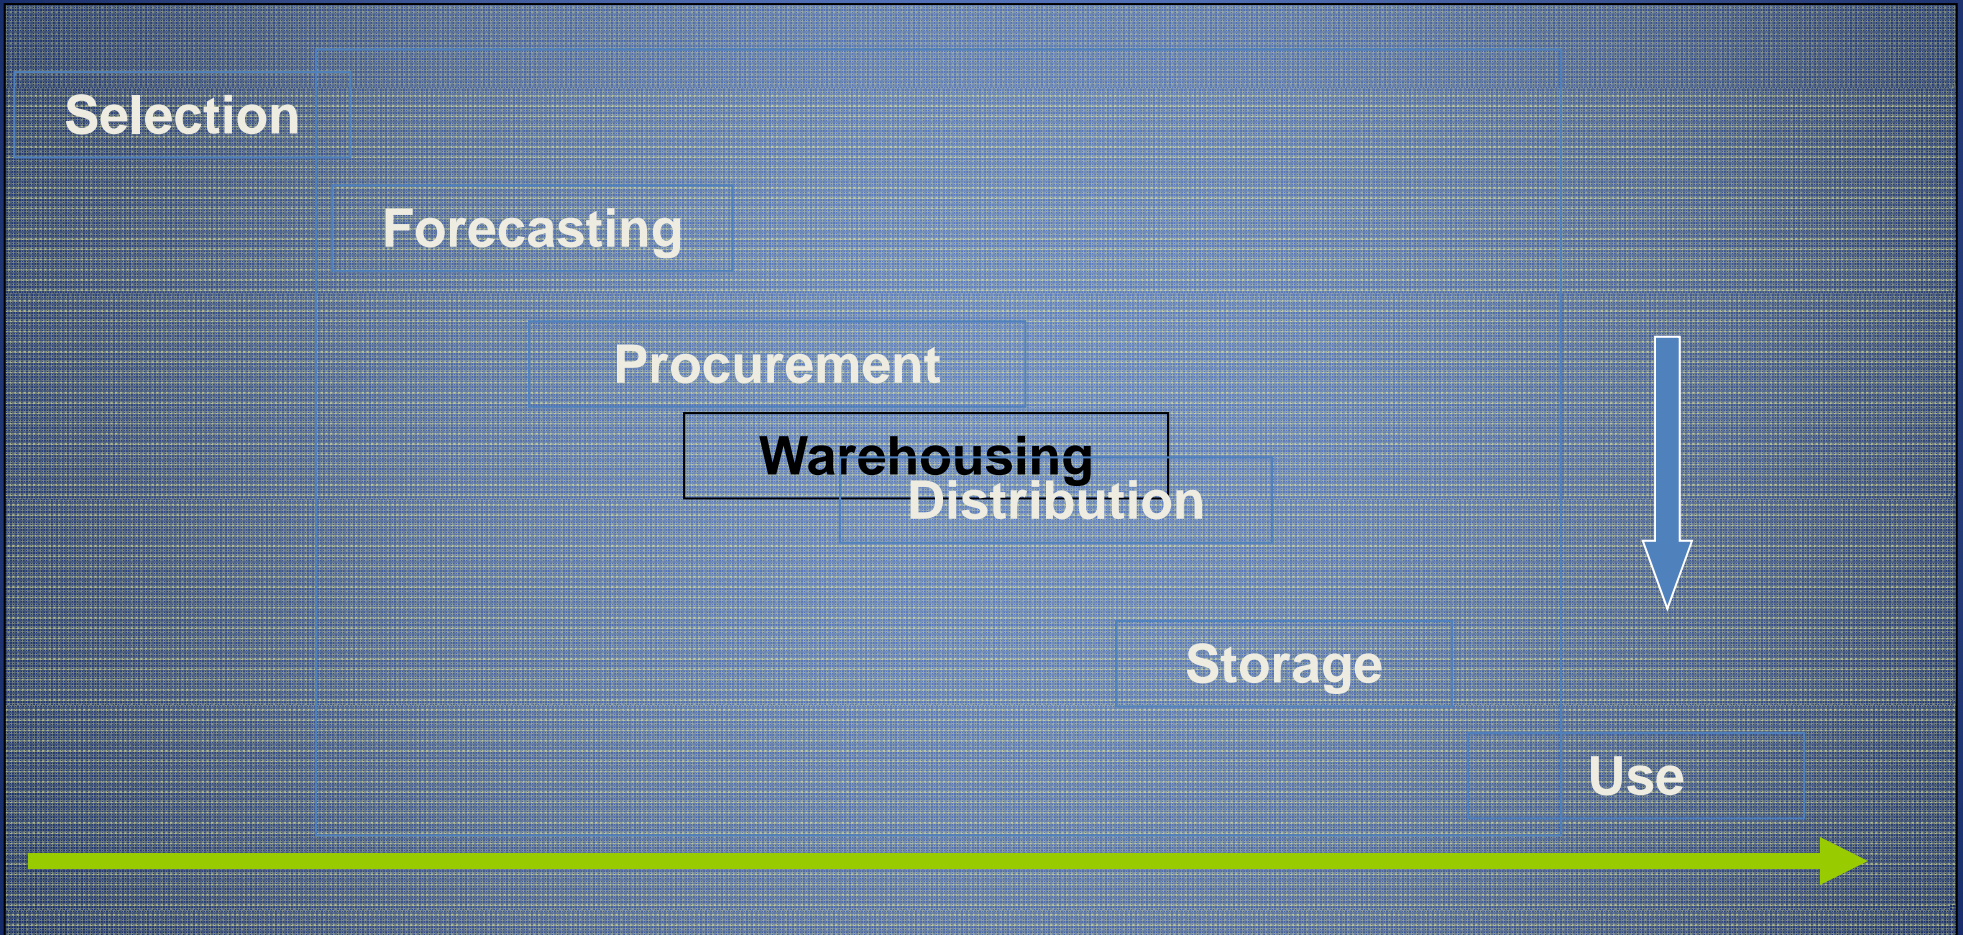 Selection
Forecasting
Procurement
Warehousing
Distribution
Storage
Use